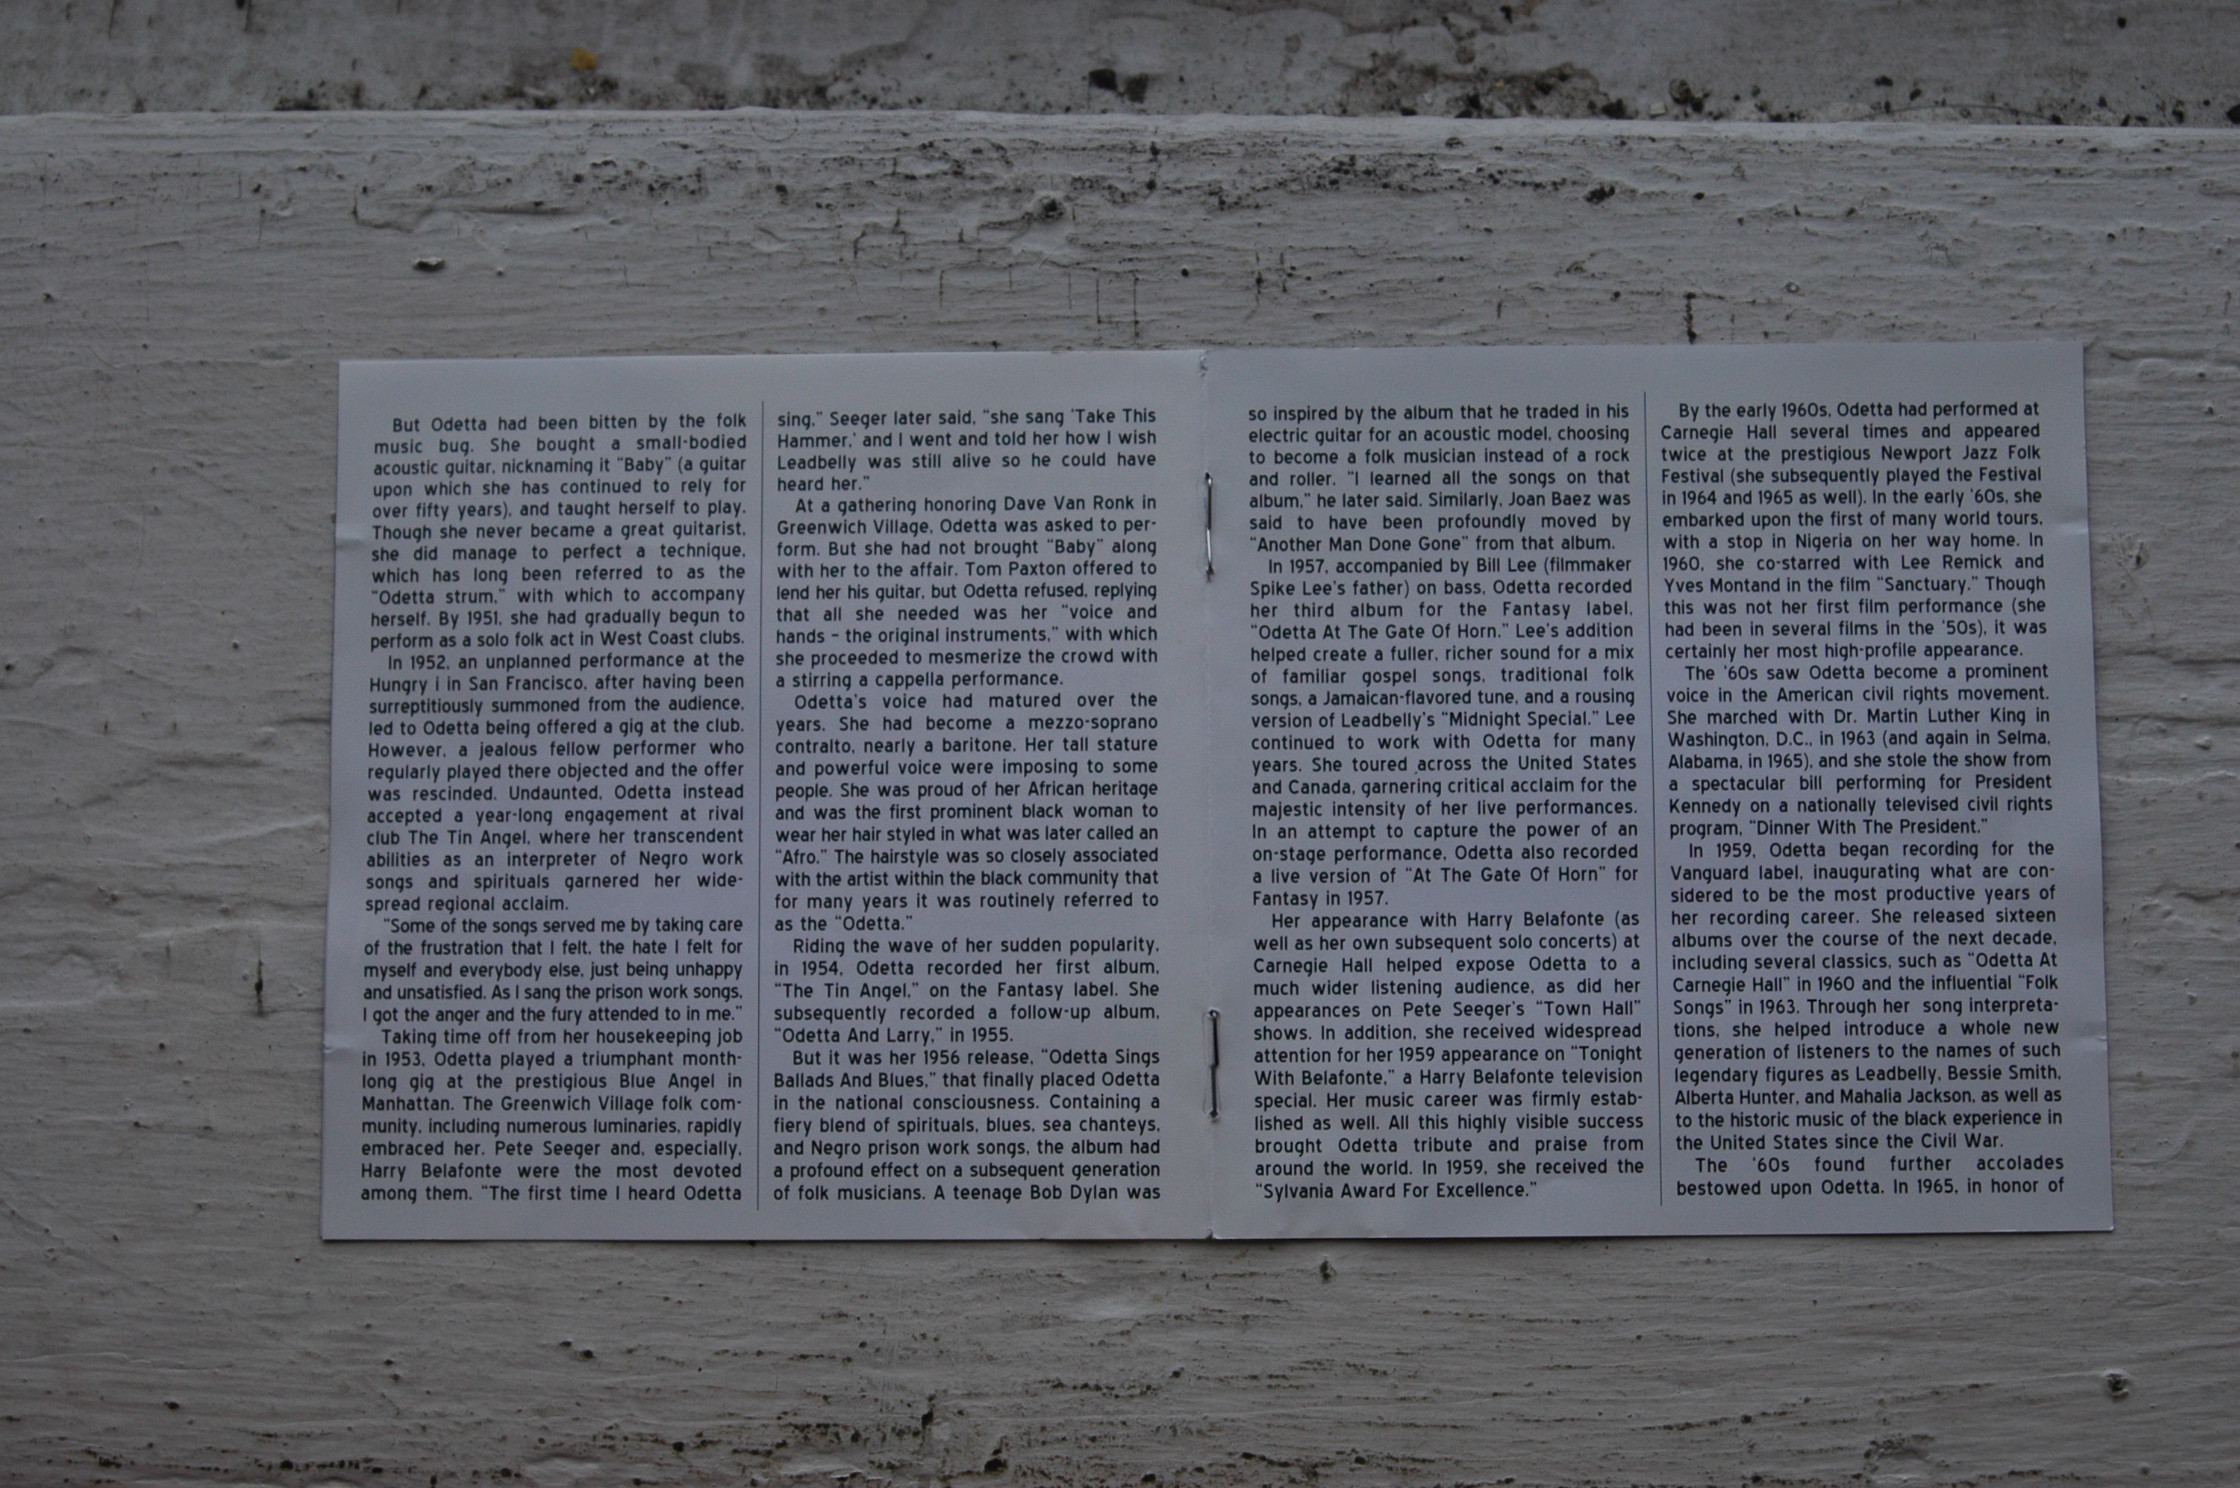 But Odetta had been bitten by the folk
music bug. She bought a small-bodied
acoustic guitar, nicknaming it “Baby” (a guitar
upon which she has continued to rely for
over fifty years), and taught herself to play.
Though she never became a great guitarist,
she did manage to perfect a technique,
which has long been referred to as the
“Odetta strum,” with which to accompany
herself. By 1951, she had gradually begun to
perform as a solo folk act in West Coast clubs.
In 1952, an unplanned performance at the
Hungry i in San Francisco, after having been
surreptitiously summoned from the audience,
led to Odetta being offered a gig at the club.
However, a jealous fellow performer who
regularly played there objected and the offer
was rescinded. Undaunted, Odetta instead
accepted a year-long engagement at rival
club The Tin Angel, where her transcendent
abilities as an interpreter of Negro work
songs and spirituals garnered her wide-
spread regional acclaim.
“Some of the songs served me by taking care
of the frustration that I felt, the hate I felt for
myself and everybody else, just being unhappy
and unsatisfied. As I sang the prison work songs,
I got the anger and the fury attended to in me.”
Taking time off from her housekeeping job
in 1953, Odetta played a triumphant month-
long gig at the prestigious Blue Angel in
Manhattan. The Greenwich Village folk com-
munity, including numerous luminaries, rapidly
embraced her. Pete Seeger and, especially,
Harry Belafonte were the most devoted
among them. “The first time I heard Odetta
sing,” Seeger later said, “she sang ‘Take This
Hammer,’ and I went and told her how I wish
Leadbelly was still alive so he could have
heard her.”
At a gathering honoring Dave Van Ronk in
Greenwich Village, Odetta was asked to per-
form. But she had not brought “Baby” along
with her to the affair. Tom Paxton offered to
lend her his guitar, but Odetta refused, replying
that all she needed was her “voice and
hands – the original instruments,” with which
she proceeded to mesmerize the crowd with
a stirring a cappella performance.
Odetta’s voice had matured over the
years. She had become a mezzo-soprano
contralto, nearly a baritone. Her tall stature
and powerful voice were imposing to some
people. She was proud of her African heritage
and was the first prominent black woman to
wear her hair styled in what was later called an
“Afro.” The hairstyle was so closely associated
with the artist within the black community that
for many years it was routinely referred to
as the “Odetta.”
Riding the wave of her sudden popularity,
in 1954, Odetta recorded her first album,
“The Tin Angel,” on the Fantasy label. She
subsequently recorded a follow-up album,
“Odetta And Larry,” in 1955.
But it was her 1956 release, “Odetta Sings
Ballads And Blues,” that finally placed Odetta
in the national consciousness. Containing a
fiery blend of spirituals, blues, sea chanteys,
and Negro prison work songs, the album had
a profound effect on a subsequent generation
of folk musicians. A teenage Bob Dylan was
so inspired by the album that he traded in his
electric guitar for an acoustic model, choosing
to become a folk musician instead of a rock
and roller. “I learned all the songs on that
album,” he later said. Similarly, Joan Baez was
said to have been profoundly moved by
“Another Man Done Gone” from that album.
In 1957, accompanied by Bill Lee (filmmaker
Spike Lee’s father) on bass, Odetta recorded
her third album for the Fantasy label,
“Odetta At The Gate Of Horn.” Lee’s addition
helped create a fuller, richer sound for a mix
of familiar gospel songs, traditional folk
songs, a Jamaican-flavored tune, and a rousing
version of Leadbelly’s “Midnight Special.” Lee
continued to work with Odetta for many
years. She toured across the United States
and Canada, garnering critical acclaim for the
majestic intensity of her live performances.
In an attempt to capture the power of an
on-stage performance, Odetta also recorded
a live version of “At The Gate Of Horn” for
Fantasy in 1957.
Her appearance with Harry Belafonte (as
well as her own subsequent solo concerts) at
Carnegie Hall helped expose Odetta to a
much wider listening audience, as did her
appearances on Pete Seeger’s “Town Hall”
shows. In addition, she received widespread
attention for her 1959 appearance on “Tonight
With Belafonte,” a Harry Belafonte television
special. Her music career was firmly estab-
lished as well. All this highly visible success
brought Odetta tribute and praise from
around the world. In 1959, she received the
“Sylvania Award For Excellence.”
By the early 1960s, Odetta had performed at
Carnegie Hall several times and appeared
twice at the prestigious Newport Jazz Folk
Festival (she subsequently played the Festival
in 1964 and 1965 as well). In the early ’60s, she
embarked upon the first of many world tours,
with a stop in Nigeria on her way home. In
1960, she co-starred with Lee Remick and
Yves Montand in the film “Sanctuary.” Though
this was not her first film performance (she
had been in several films in the ’50s), it was
certainly her most high-profile appearance.
The ’60s saw Odetta become a prominent
voice in the American civil rights movement.
She marched with Dr. Martin Luther King in
Washington, D.C., in 1963 (and again in Selma,
Alabama, in 1965), and she stole the show from
a spectacular bill performing for President
Kennedy on a nationally televised civil rights
program, “Dinner With The President.”
In 1959, Odetta began recording for the
Vanguard label, inaugurating what are con-
sidered to be the most productive years of
her recording career. She released sixteen
albums over the course of the next decade,
including several classics, such as “Odetta At
Carnegie Hall” in 1960 and the influential “Folk
Songs” in 1963. Through her song interpreta-
tions, she helped introduce a whole new
generation of listeners to the names of such
legendary figures as Leadbelly, Bessie Smith,
Alberta Hunter, and Mahalia Jackson, as well as
to the historic music of the black experience in
the United States since the Civil War.
The ’60s found further accolades
bestowed upon Odetta. In 1965, in honor of